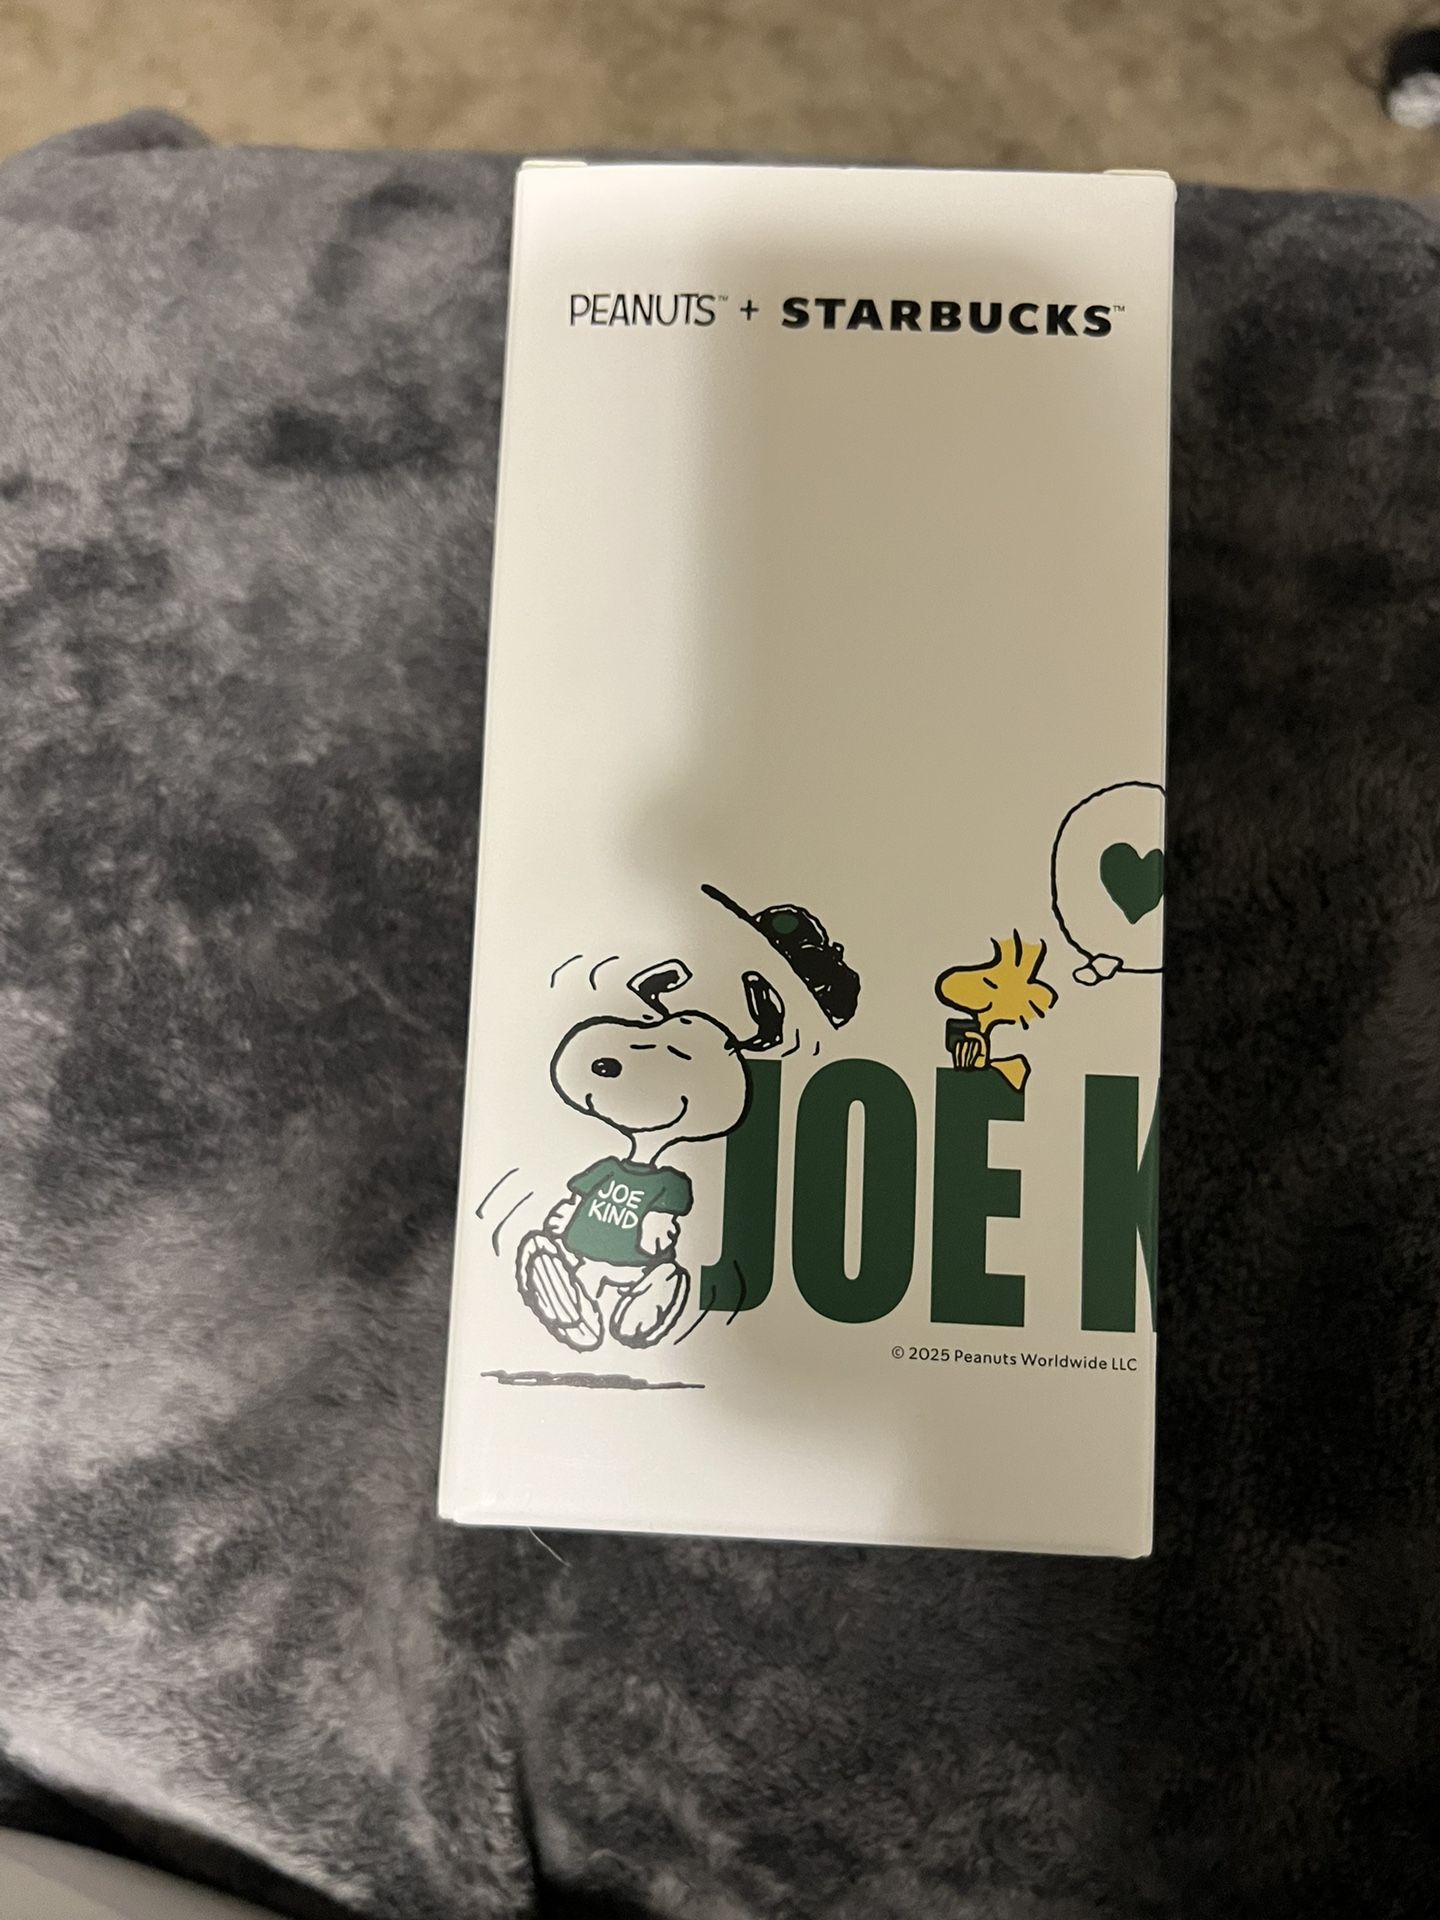 PEANUTS™ + STARBUCKS™
JOE
KIND
JOE K
© 2025 Peanuts Worldwide LLC